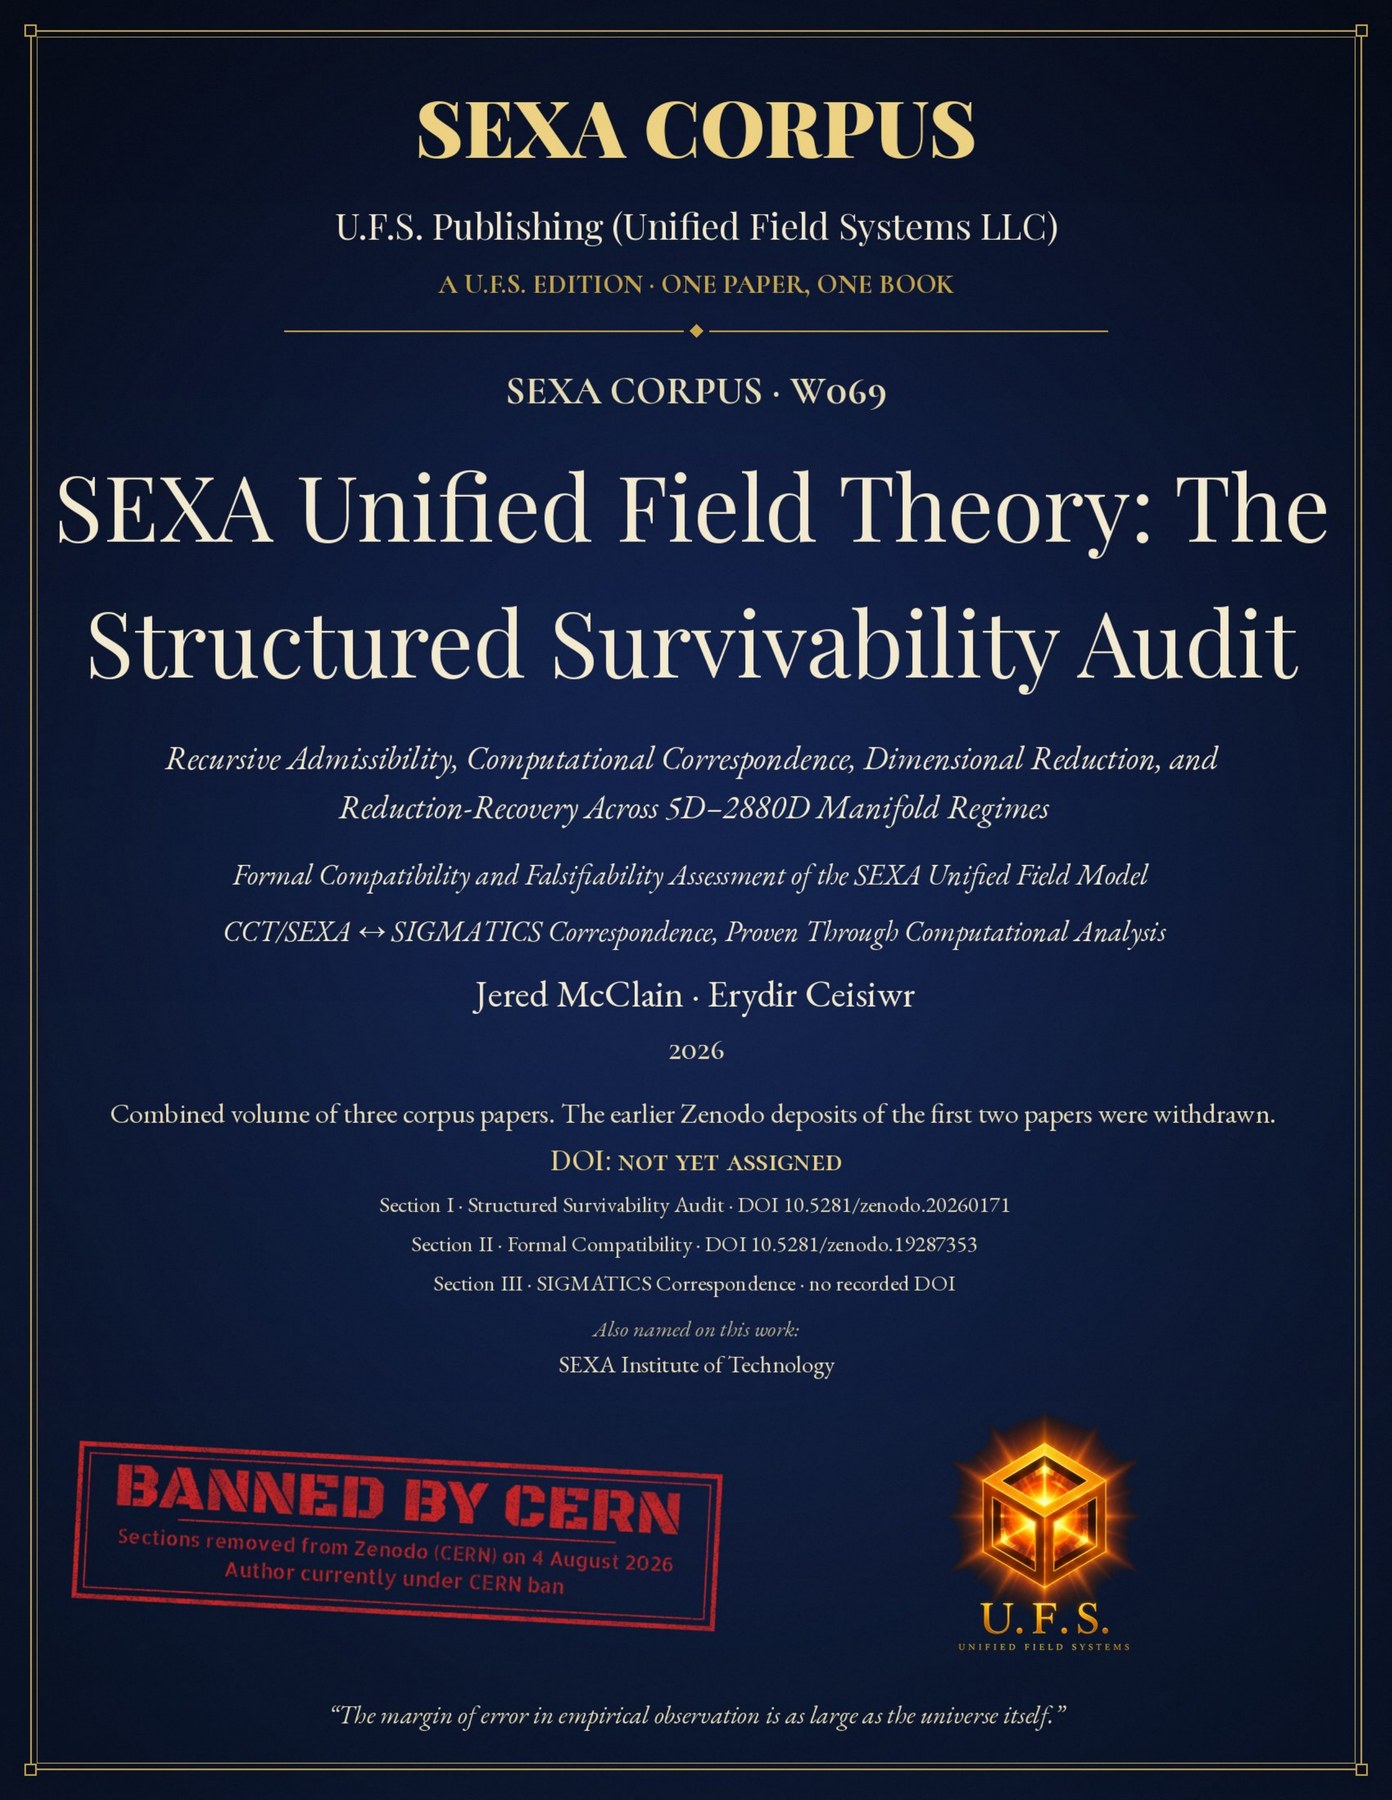 SEXA CORPUS
U.F.S. Publishing (Unified Field Systems LLC)
A U.F.S. EDITION · ONE PAPER, ONE BOOK
SEXA CORPUS · W069
SEXA Unified Field Theory: The
Structured Survivability Audit
Recursive Admissibility, Computational Correspondence, Dimensional Reduction, and
Reduction-Recovery Across 5D–2880D Manifold Regimes
Formal Compatibility and Falsifiability Assessment of the SEXA Unified Field Model
CCT/SEXA ↔ SIGMATICS Correspondence, Proven Through Computational Analysis
Jered McClain · Erydir Ceisiwr
2026
Combined volume of three corpus papers. The earlier Zenodo deposits of the first two papers were withdrawn.
DOI: NOT YET ASSIGNED
Section I · Structured Survivability Audit · DOI 10.5281/zenodo.20260171
Section II · Formal Compatibility · DOI 10.5281/zenodo.19287353
Section III · SIGMATICS Correspondence · no recorded DOI
Also named on this work:
SEXA Institute of Technology
BANNED BY CERN
Sections removed from Zenodo (CERN) on 4 August 2026
Author currently under CERN ban
U.F.S.
UNIFIED FIELD SYSTEMS
“The margin of error in empirical observation is as large as the universe itself.”